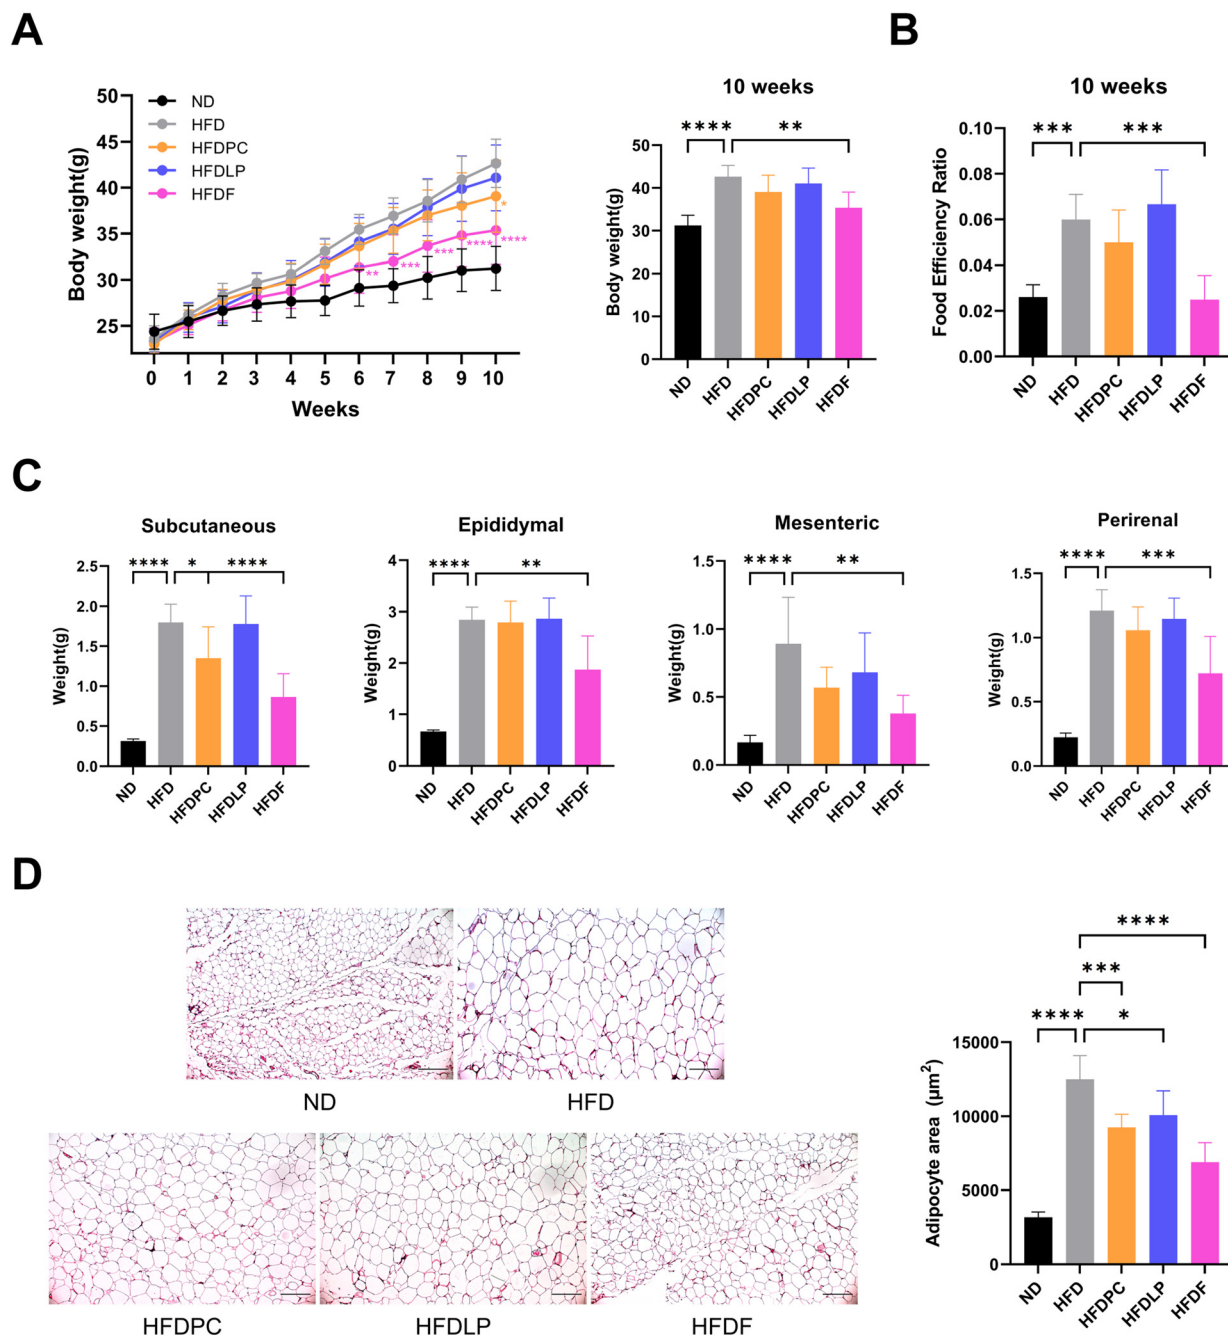 A
B
50
45
40
35
30
25
Body weight(g)
0 1 2 3 4 5 6 7 8 9 10
Weeks
ND
HFD
HFDPC
HFDLP
HFDF
**
***
***
****
****
*
10 weeks
**** **
50
40
30
20
10
0
Body weight(g)
ND HFD HFDPC HFDLP HFDF
10 weeks
*** ***
0.10
0.08
0.06
0.04
0.02
0.00
Food Efficiency Ratio
ND HFD HFDPC HFDLP HFDF
C
Subcutaneous
**** * ****
2.5
2.0
1.5
1.0
0.5
0.0
Weight(g)
ND HFD HFDPC HFDLP HFDF
Epididymal
**** **
4
3
2
1
0
Weight(g)
ND HFD HFDPC HFDLP HFDF
Mesenteric
**** **
1.5
1.0
0.5
0.0
Weight(g)
ND HFD HFDPC HFDLP HFDF
Perirenal
**** ***
1.5
1.0
0.5
0.0
Weight(g)
ND HFD HFDPC HFDLP HFDF
D
ND HFD
HFDPC HFDLP HFDF
****
***
**** *
15000
10000
5000
0
Adipocyte area (µm²)
ND HFD HFDPC HFDLP HFDF